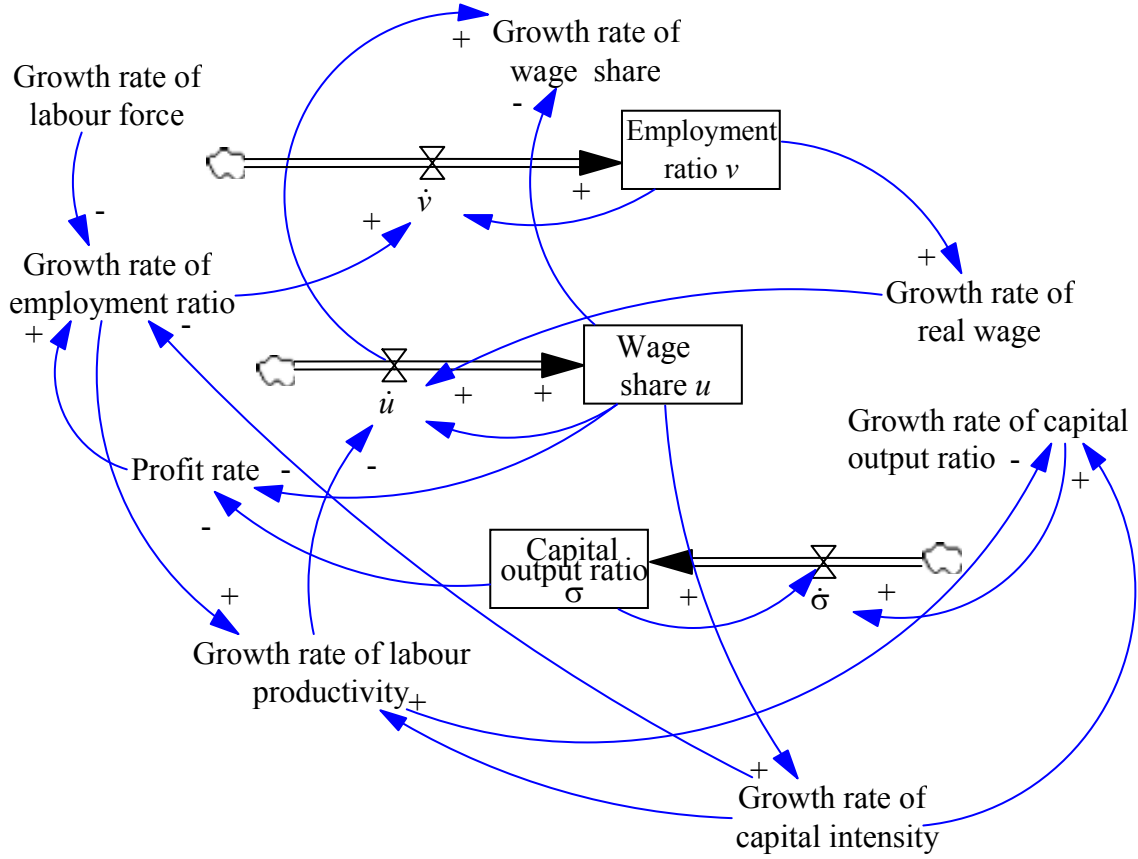 Growth rate of
wage share
+
Growth rate of
labour force
-
Employment
ratio v
v̇
+
+
-
Growth rate of
employment ratio
+
-
+
Growth rate of
real wage
Wage
share u
u̇
+
+
Growth rate of capital
output ratio
-
+
Profit rate
-
-
-
Capital
output ratio
σ
+
σ̇
+
+
Growth rate of labour
productivity
+
+
Growth rate of
capital intensity